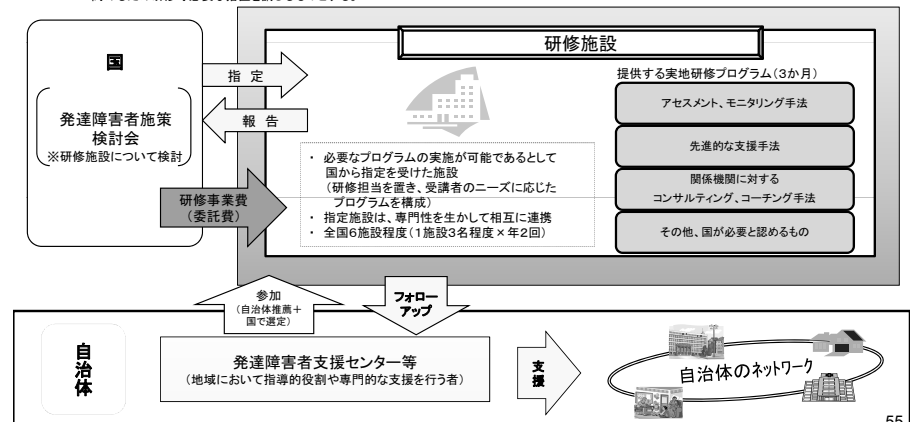 国
発達障害者施策
検討会
※研修施設について検討
指 定
報 告
研修事業費
(委託費)
研修施設
・ 必要なプログラムの実施が可能であるとして
国から指定を受けた施設
(研修担当を置き、受講者のニーズに応じた
プログラムを構成)
・ 指定施設は、専門性を生かして相互に連携
・ 全国6施設程度(1施設3名程度×年2回)
提供する実地研修プログラム(3か月)
アセスメント、モニタリング手法
先進的な支援手法
関係機関に対する
コンサルティング、コーチング手法
その他、国が必要と認めるもの
参加
(自治体推薦+
国で選定)
フォロー
アップ
自治体
発達障害者支援センター等
(地域において指導的役割や専門的な支援を行う者)
支援
自治体のネットワーク
55